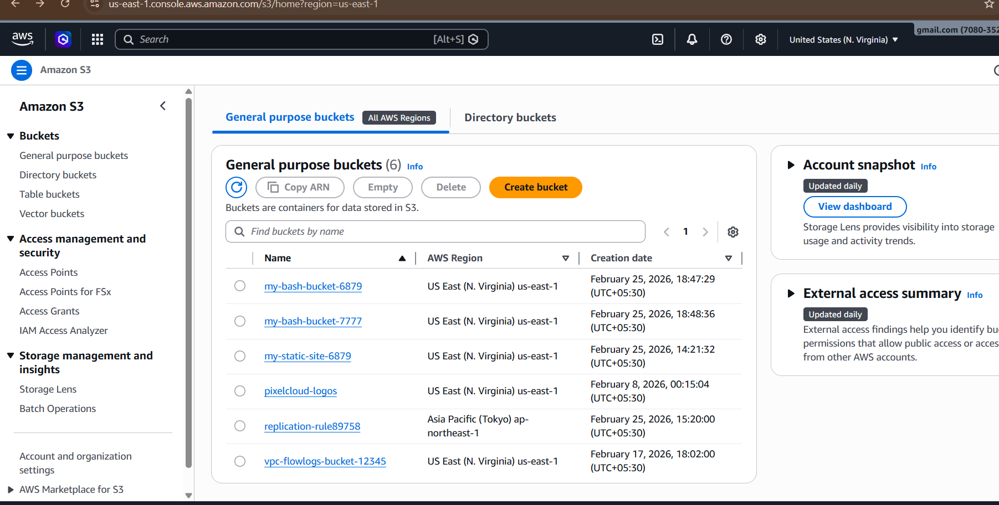 us-east-1.console.aws.amazon.com/s3/home?region=us-east-1
aws
Search
[Alt+S]
United States (N. Virginia)
gmail.com (7080-352
Amazon S3
Amazon S3
Buckets
General purpose buckets
Directory buckets
Table buckets
Vector buckets
Access management and
security
Access Points
Access Points for FSx
Access Grants
IAM Access Analyzer
Storage management and
insights
Storage Lens
Batch Operations
Account and organization
settings
AWS Marketplace for S3
General purpose buckets All AWS Regions
Directory buckets
General purpose buckets (6) Info
Copy ARN
Empty
Delete
Create bucket
Buckets are containers for data stored in S3.
Find buckets by name
1
Name AWS Region Creation date
my-bash-bucket-6879 US East (N. Virginia) us-east-1 February 25, 2026, 18:47:29
(UTC+05:30)
my-bash-bucket-7777 US East (N. Virginia) us-east-1 February 25, 2026, 18:48:36
(UTC+05:30)
my-static-site-6879 US East (N. Virginia) us-east-1 February 25, 2026, 14:21:32
(UTC+05:30)
pixelcloud-logos US East (N. Virginia) us-east-1 February 8, 2026, 00:15:04
(UTC+05:30)
replication-rule89758 Asia Pacific (Tokyo) ap- February 25, 2026, 15:20:00
northeast-1 (UTC+05:30)
vpc-flowlogs-bucket-12345 US East (N. Virginia) us-east-1 February 17, 2026, 18:02:00
(UTC+05:30)
Account snapshot Info
Updated daily
View dashboard
Storage Lens provides visibility into storage
usage and activity trends.
External access summary Info
Updated daily
External access findings help you identify bu
permissions that allow public access or acces
from other AWS accounts.